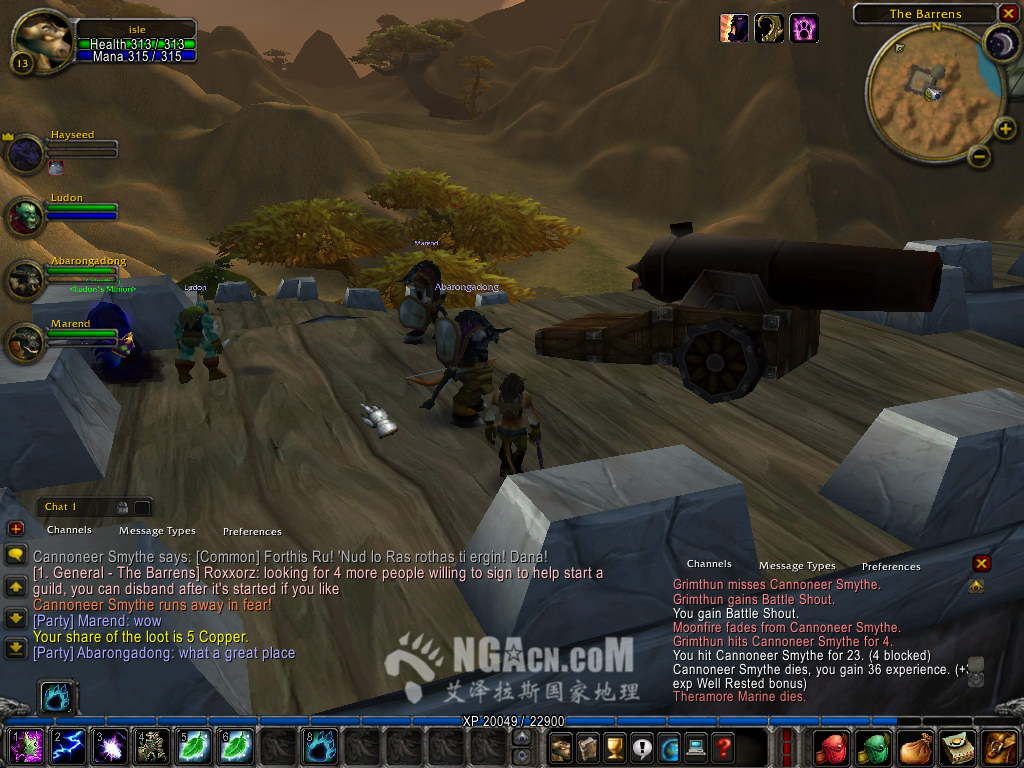 isle
Health 313 / 313
Mana 315 / 315
13
The Barrens
N
Hayseed
Ludon
Abarongadong
<Ludon's Minion>
Marend
Marend
Abarongadong
Ludon
Chat 1
Channels Message Types Preferences
Cannoneer Smythe says: [Common] Forthis Ru! 'Nud lo Ras rothas ti ergin! Dana!
[1. General - The Barrens] Roxxorz: looking for 4 more people willing to sign to help start a
guild, you can disband after it's started if you like
Cannoneer Smythe runs away in fear!
[Party] Marend: wow
Your share of the loot is 5 Copper.
[Party] Abarongadong: what a great place
Channels Message Types Preferences
Grimthun misses Cannoneer Smythe.
Grimthun gains Battle Shout.
You gain Battle Shout.
Moonfire fades from Cannoneer Smythe.
Grimthun hits Cannoneer Smythe for 4.
You hit Cannoneer Smythe for 23. (4 blocked)
Cannoneer Smythe dies, you gain 36 experience. (+
exp Well Rested bonus)
Theramore Marine dies.
NGACN.COM
艾泽拉斯国家地理
XP 20049 / 22900
1 2 3 4 5 6 8